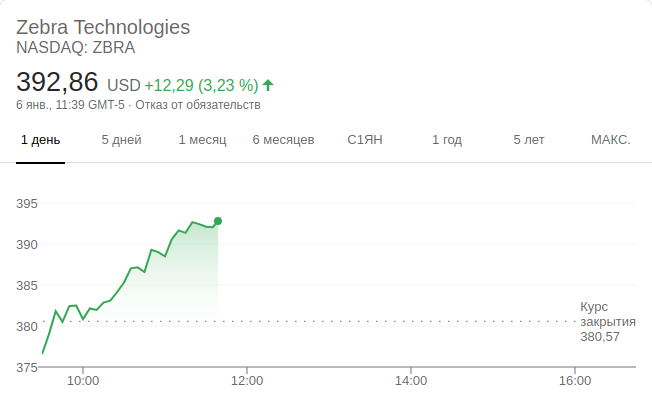 Zebra Technologies
NASDAQ: ZBRA
392,86 USD +12,29 (3,23 %)
6 янв., 11:39 GMT-5 · Отказ от обязательств
1 день 5 дней 1 месяц 6 месяцев С1ЯН 1 год 5 лет МАКС.
395
390
385
380
375
Курс
закрытия
380,57
10:00 12:00 14:00 16:00